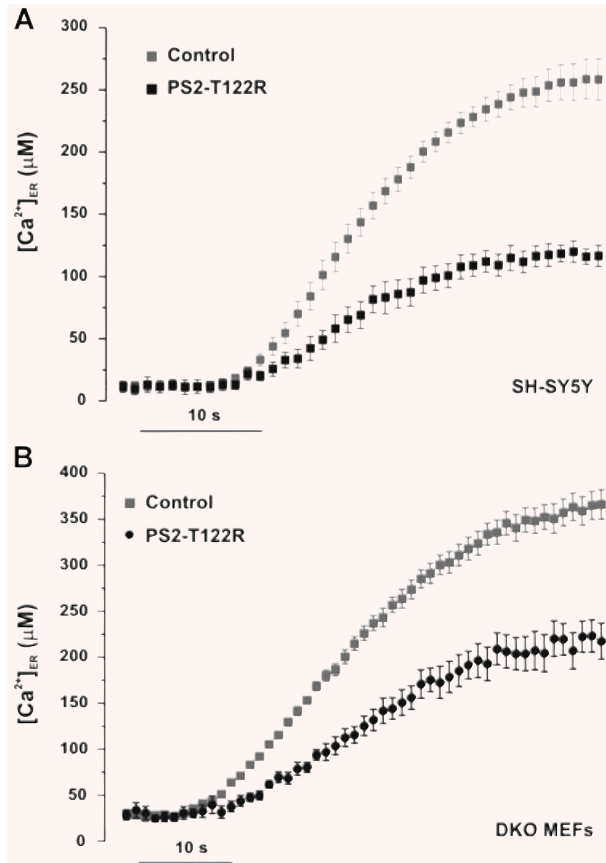 A
300
Control
250
PS2-T122R
200
[Ca²⁺]ER (μM)
150
100
50
0
SH-SY5Y
10 s
B
400
Control
350
PS2-T122R
300
250
[Ca²⁺]ER (μM)
200
150
100
50
0
DKO MEFs
10 s